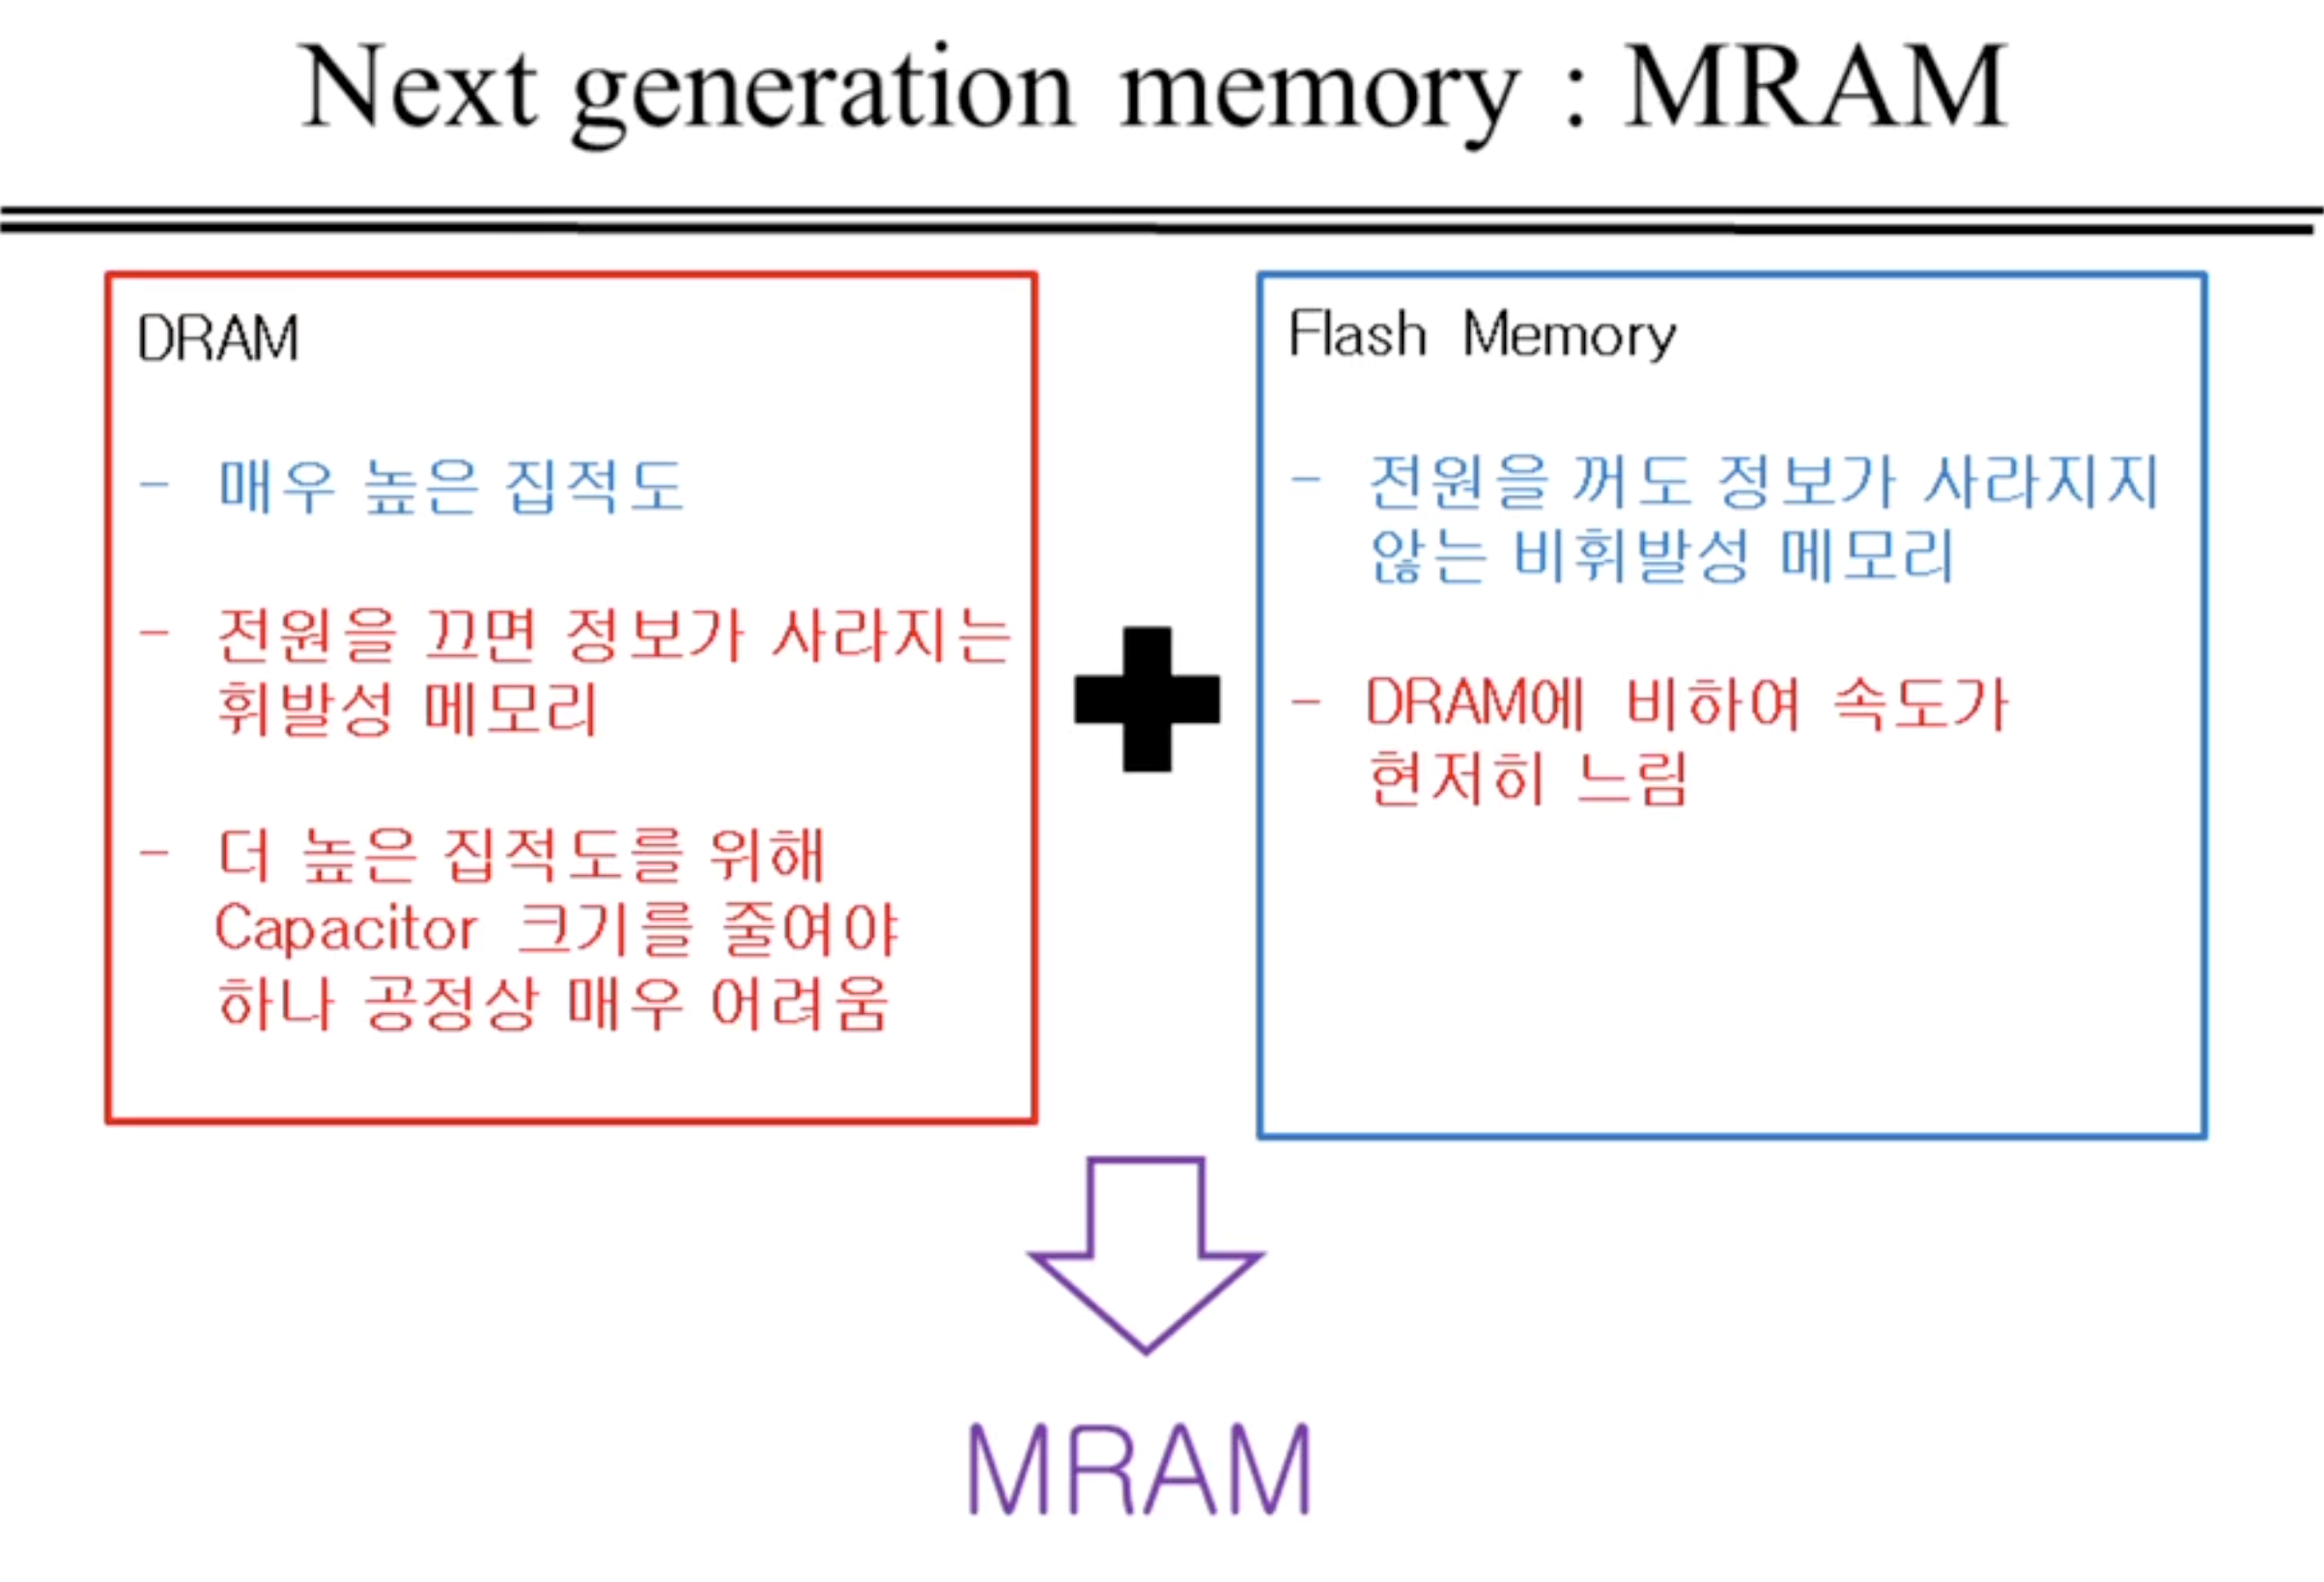 Next generation memory : MRAM
DRAM
- 매우 높은 집적도
- 전원을 끄면 정보가 사라지는
휘발성 메모리
- 더 높은 집적도를 위해
Capacitor 크기를 줄여야
하나 공정상 매우 어려움
Flash Memory
- 전원을 꺼도 정보가 사라지지
않는 비휘발성 메모리
- DRAM에 비하여 속도가
현저히 느림
MRAM